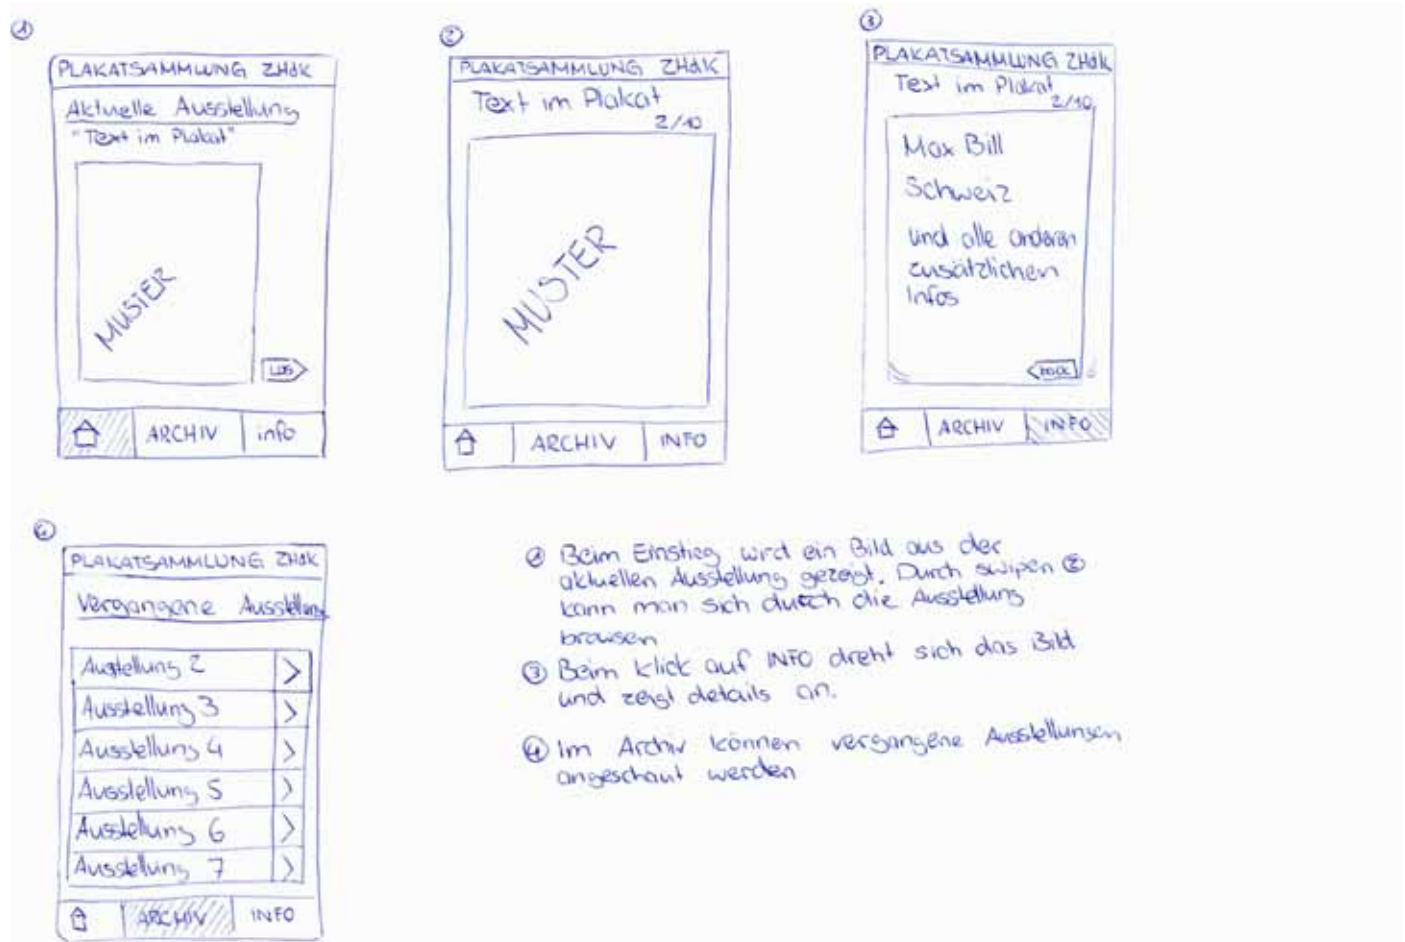 ①
PLAKATSAMMLUNG ZHdK
Aktuelle Ausstellung
"Text im Plakat"
MUSTER
LOS
ARCHIV
info
②
PLAKATSAMMLUNG ZHdK
Text im Plakat
2/10
MUSTER
ARCHIV
INFO
③
PLAKATSAMMLUNG ZHdK
Text im Plakat
2/10
Max Bill
Schweiz
und alle anderen
zusätzlichen
Infos
ARCHIV
INFO
④
PLAKATSAMMLUNG ZHdK
Vergangene Ausstellung
Austellung 2
Ausstellung 3
Ausstellung 4
Ausstellung 5
Ausstellung 6
Ausstellung 7
ARCHIV
INFO
① Beim Einstieg wird ein Bild aus der
aktuellen Ausstellung gezeigt. Durch swipen ②
kann man sich durch die Ausstellung
browsen
③ Beim klick auf INFO dreht sich das Bild
und zeigt details an.
④ Im Archiv können vergangene Ausstellungen
angeschaut werden